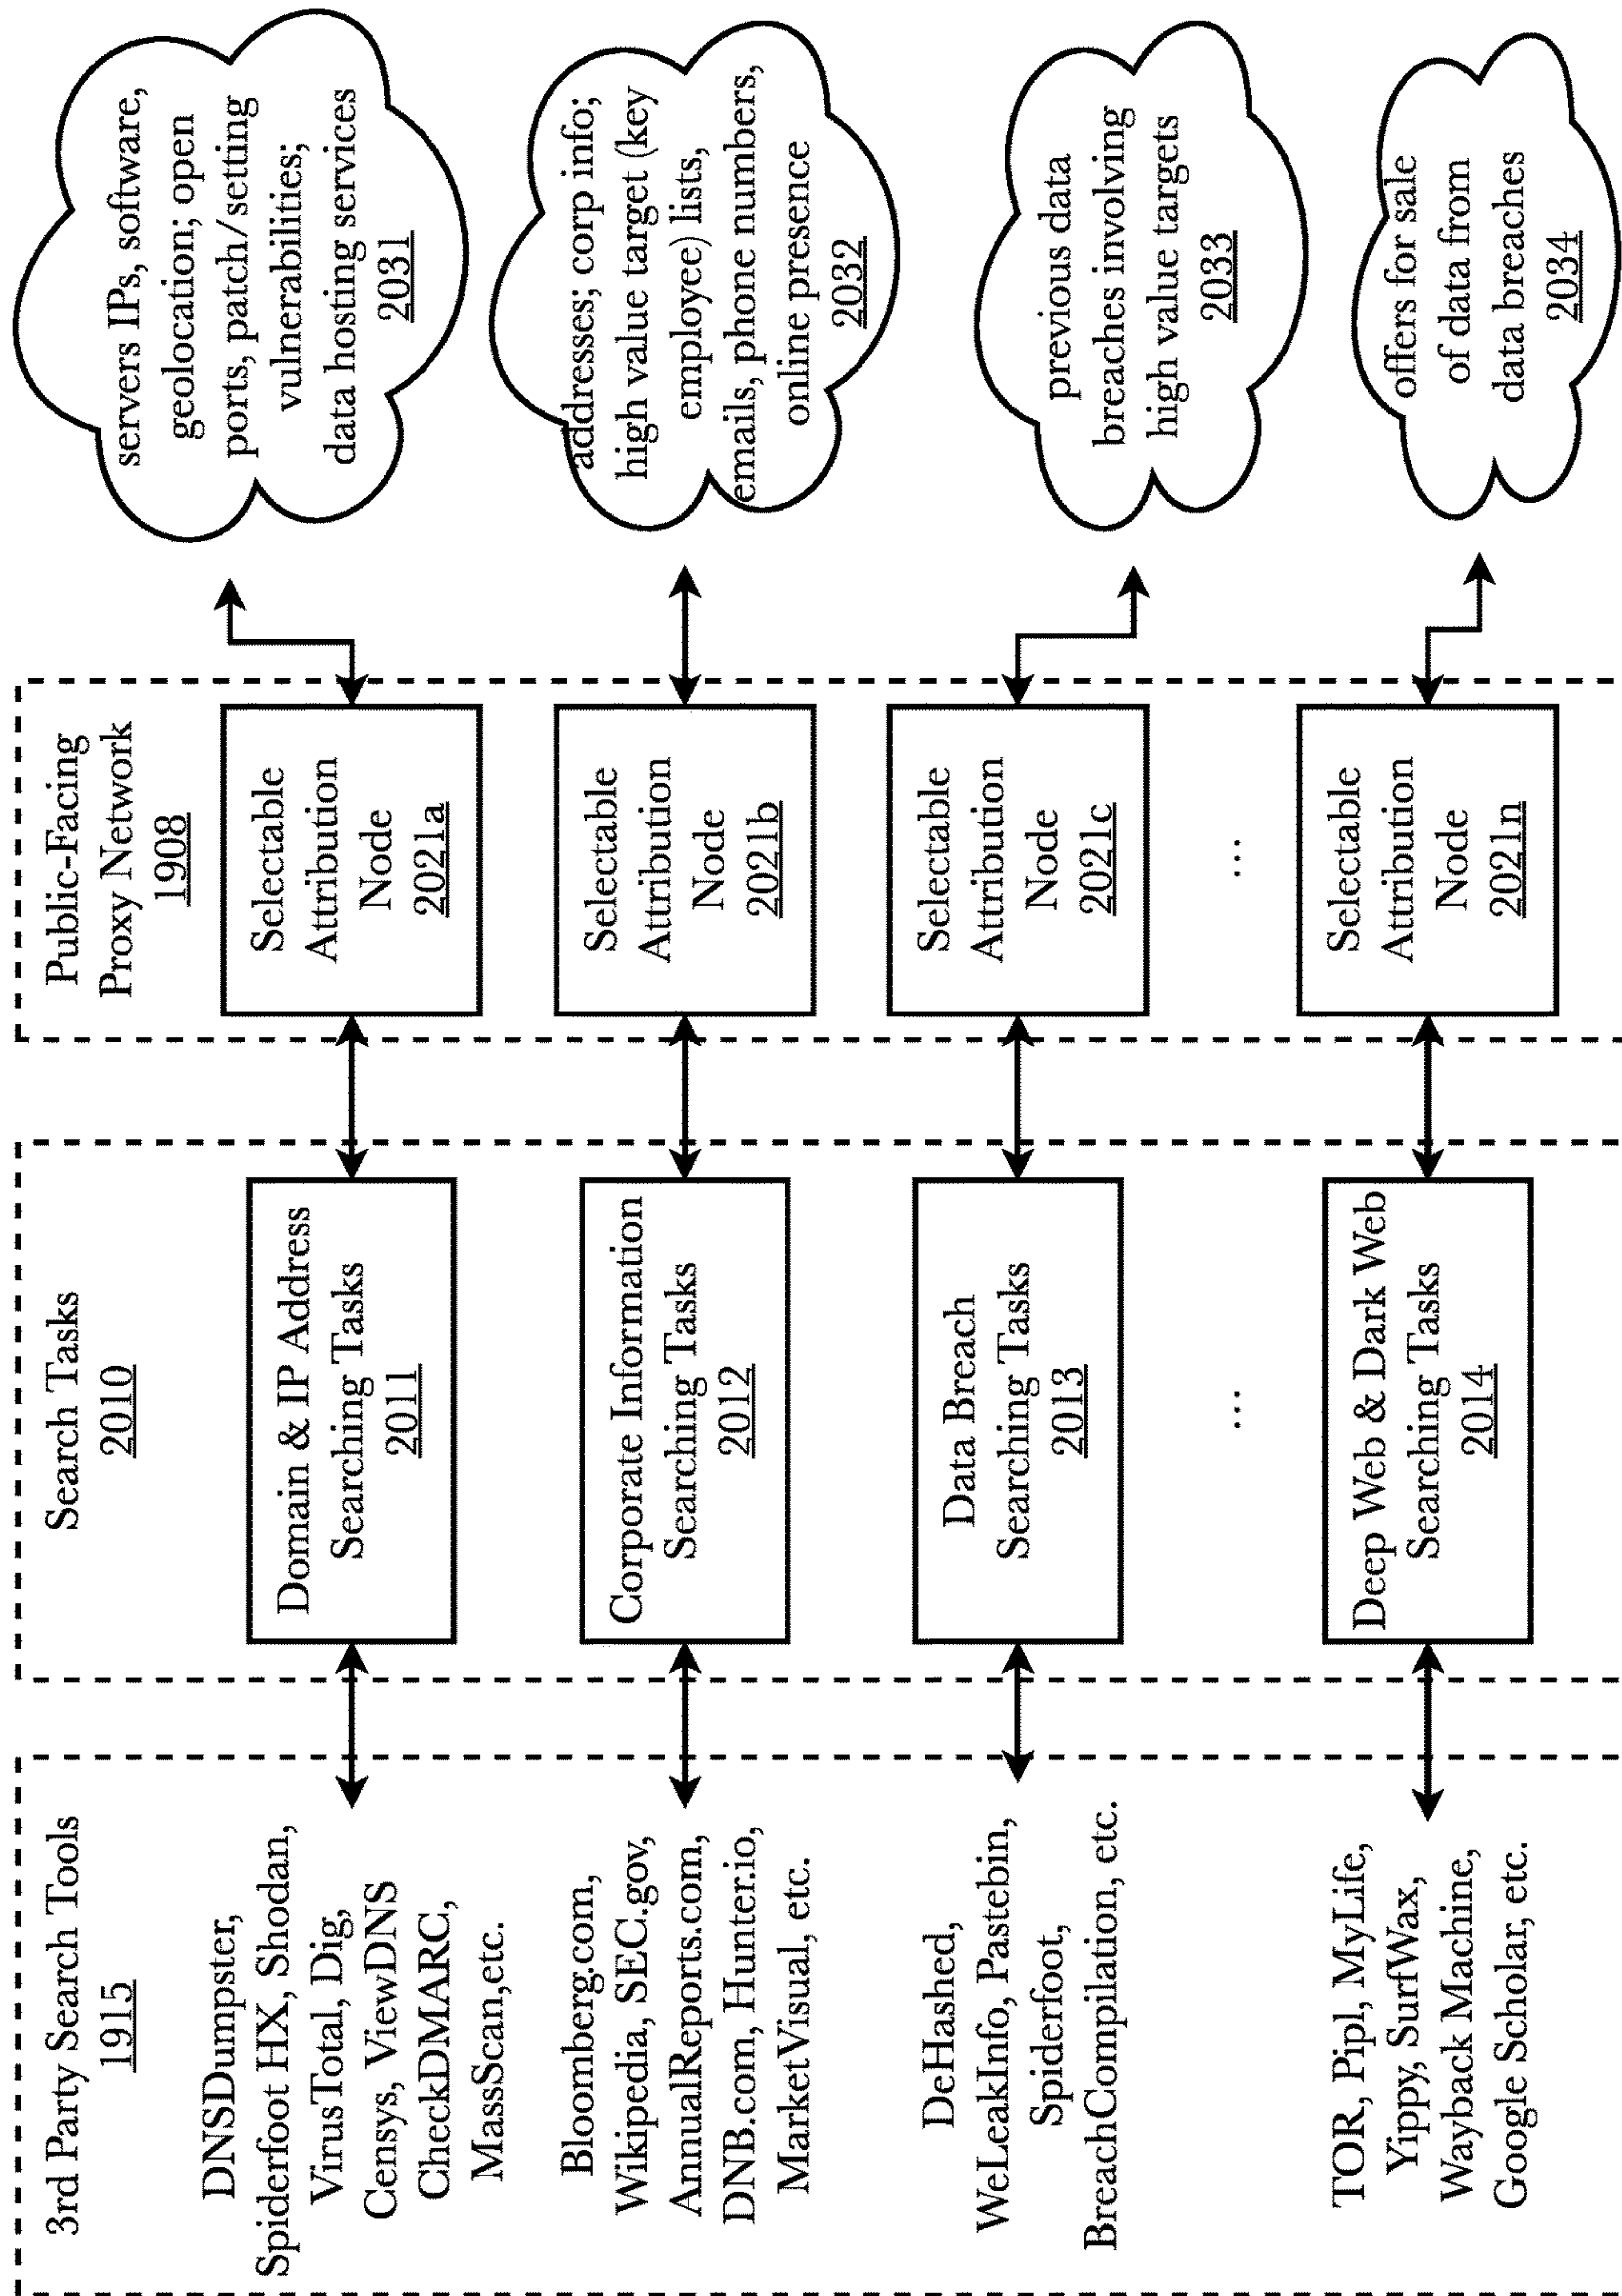 3rd Party Search Tools
1915
DNSDumpster,
Spiderfoot HX, Shodan,
VirusTotal, Dig,
Censys, ViewDNS
CheckDMARC,
MassScan,etc.
Bloomberg.com,
Wikipedia, SEC.gov,
AnnualReports.com,
DNB.com, Hunter.io,
MarketVisual, etc.
DeHashed,
WeLeakInfo, Pastebin,
Spiderfoot,
BreachCompilation, etc.
TOR, Pipl, MyLife,
Yippy, SurfWax,
Wayback Machine,
Google Scholar, etc.
Search Tasks
2010
Domain & IP Address
Searching Tasks
2011
Corporate Information
Searching Tasks
2012
Data Breach
Searching Tasks
2013
...
Deep Web & Dark Web
Searching Tasks
2014
Public-Facing
Proxy Network
1908
Selectable
Attribution
Node
2021a
Selectable
Attribution
Node
2021b
Selectable
Attribution
Node
2021c
...
Selectable
Attribution
Node
2021n
servers IPs, software,
geolocation; open
ports, patch/setting
vulnerabilities;
data hosting services
2031
addresses; corp info;
high value target (key
employee) lists,
emails, phone numbers,
online presence
2032
previous data
breaches involving
high value targets
2033
offers for sale
of data from
data breaches
2034